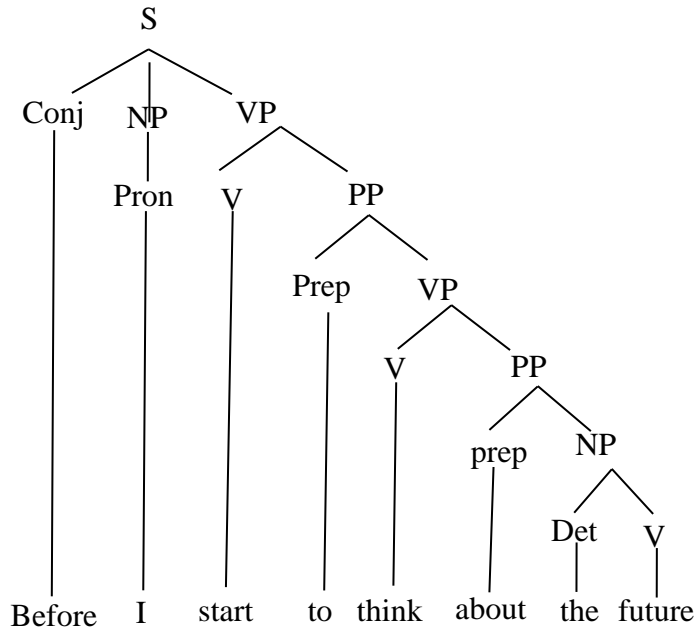 S
Conj NP VP
Pron V PP
Prep VP
V PP
prep NP
Det V
Before I start to think about the future